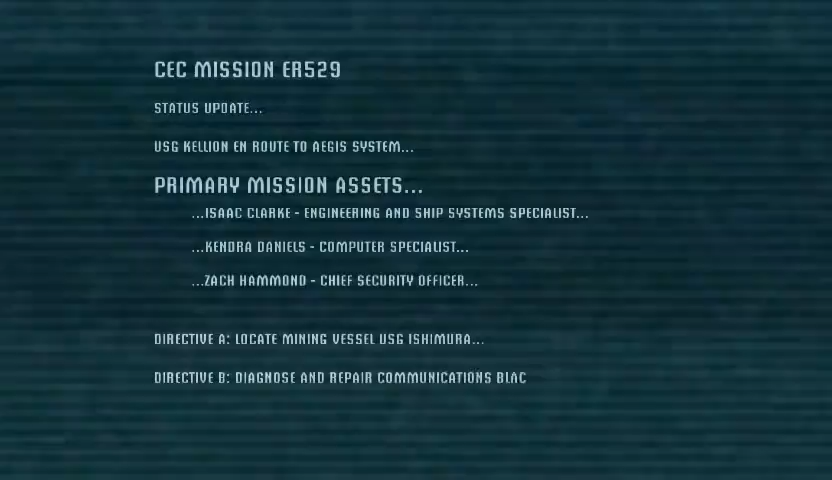 CEC MISSION ER529
STATUS UPDATE...
USG KELLION EN ROUTE TO AEGIS SYSTEM...
PRIMARY MISSION ASSETS...
...ISAAC CLARKE - ENGINEERING AND SHIP SYSTEMS SPECIALIST...
...KENDRA DANIELS - COMPUTER SPECIALIST...
...ZACH HAMMOND - CHIEF SECURITY OFFICER...
DIRECTIVE A: LOCATE MINING VESSEL USG ISHIMURA...
DIRECTIVE B: DIAGNOSE AND REPAIR COMMUNICATIONS BLAC